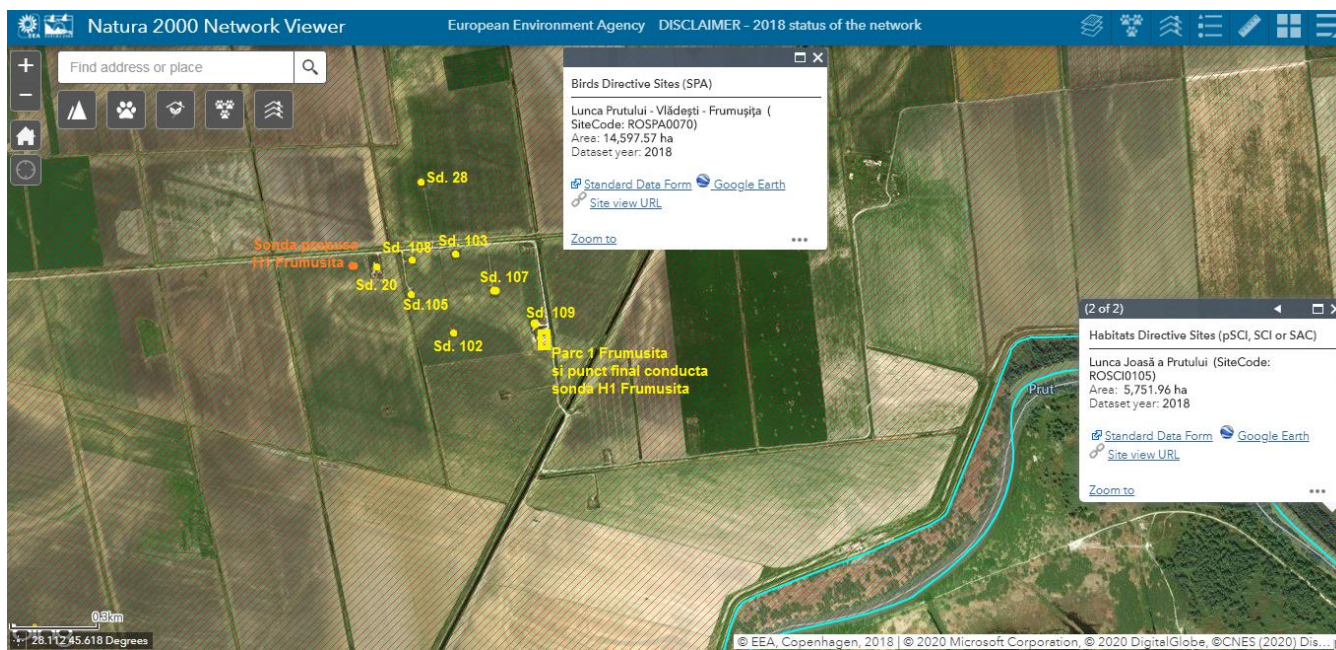 Natura 2000 Network Viewer
European Environment Agency DISCLAIMER - 2018 status of the network
Find address or place
Birds Directive Sites (SPA)
Lunca Prutului - Vlădești - Frumușița (
SiteCode: ROSPA0070)
Area: 14,597.57 ha
Dataset year: 2018
Standard Data Form Google Earth
Site view URL
Zoom to
Sd. 28
Sonda propusa
H1 Frumusita
Sd. 108
Sd. 103
Sd. 20
Sd. 107
Sd.105
Sd. 109
Sd. 102
Parc 1 Frumusita
si punct final conducta
sonda H1 Frumusita
(2 of 2)
Habitats Directive Sites (pSCI, SCI or SAC)
Lunca Joasă a Prutului (SiteCode:
ROSCI0105)
Area: 5,751.96 ha
Dataset year: 2018
Standard Data Form Google Earth
Site view URL
Zoom to
Prut
0.3km
28.112 45.618 Degrees
© EEA, Copenhagen, 2018 | © 2020 Microsoft Corporation, © 2020 DigitalGlobe, ©CNES (2020) Dis...